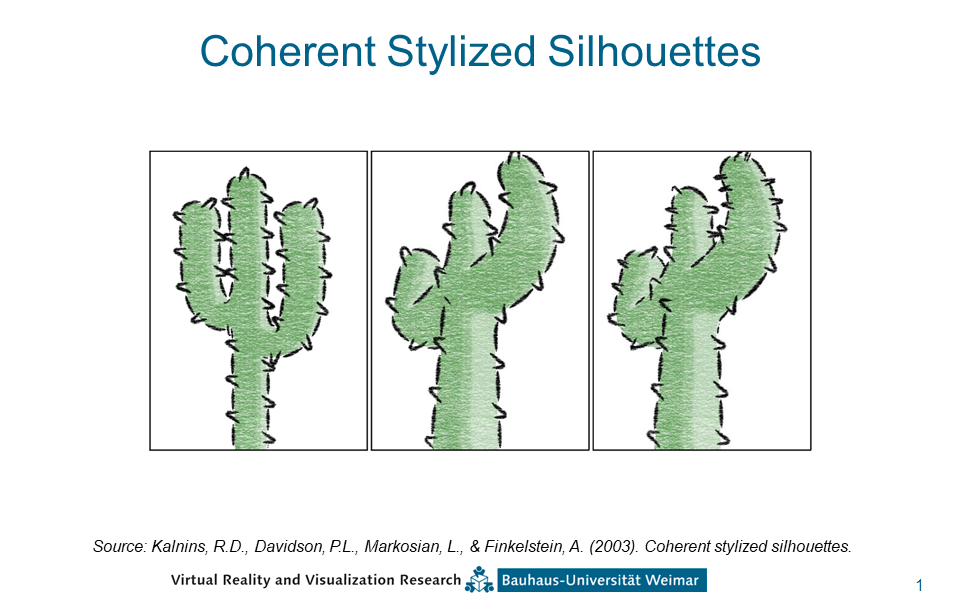 Coherent Stylized Silhouettes
Source: Kalnins, R.D., Davidson, P.L., Markosian, L., & Finkelstein, A. (2003). Coherent stylized silhouettes.
Virtual Reality and Visualization Research Bauhaus-Universität Weimar
1